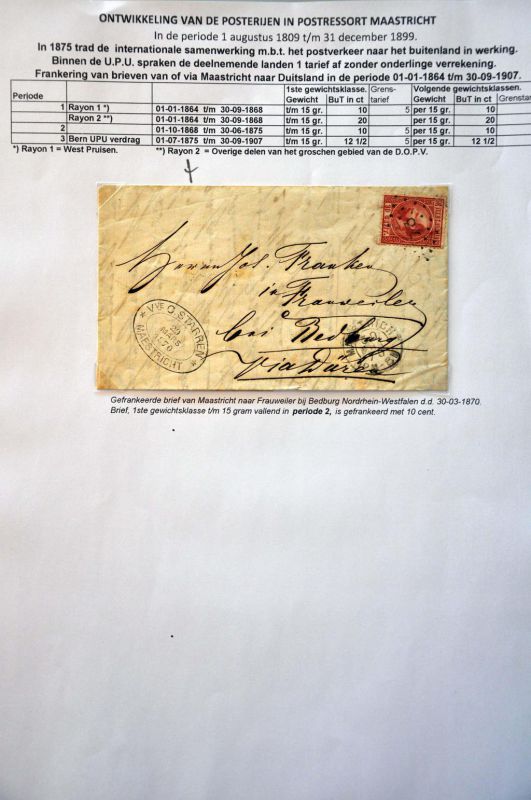 ONTWIKKELING VAN DE POSTERIJEN IN POSTRESSORT MAASTRICHT
In de periode 1 augustus 1809 t/m 31 december 1899.
In 1875 trad de internationale samenwerking m.b.t. het postverkeer naar het buitenland in werking.
Binnen de U.P.U. spraken de deelnemende landen 1 tarief af zonder onderlinge verrekening.
Frankering van brieven van of via Maastricht naar Duitsland in de periode 01-01-1864 t/m 30-09-1907.
Periode 1ste gewichtsklasse. Grens- Volgende gewichtsklassen.
Gewicht BuT in ct tarief Gewicht BuT in ct Grenstar
1 Rayon 1 *) 01-01-1864 t/m 30-09-1868 t/m 15 gr. 10 5 per 15 gr. 10
Rayon 2 **) 01-01-1864 t/m 30-09-1868 t/m 15 gr. 20 per 15 gr. 20
2 01-10-1868 t/m 30-06-1875 t/m 15 gr. 10 5 per 15 gr. 10
3 Bern UPU verdrag 01-07-1875 t/m 30-09-1907 t/m 15 gr. 12 1/2 5 per 15 gr. 12 1/2
*) Rayon 1 = West Pruisen. **) Rayon 2 = Overige delen van het groschen gebied van de D.O.P.V.
Herrn Joh. Franken
in Frauweiler
bei Bedburg
via Düren
VVE C. STARREN
MAESTRICHT
Gefrankeerde brief van Maastricht naar Frauweiler bij Bedburg Nordrhein-Westfalen d.d. 30-03-1870.
Brief, 1ste gewichtsklasse t/m 15 gram vallend in periode 2, is gefrankeerd met 10 cent.